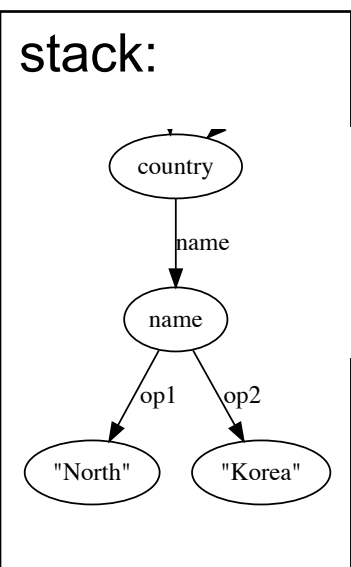 stack:
country
name
name
op1 op2
"North" "Korea"